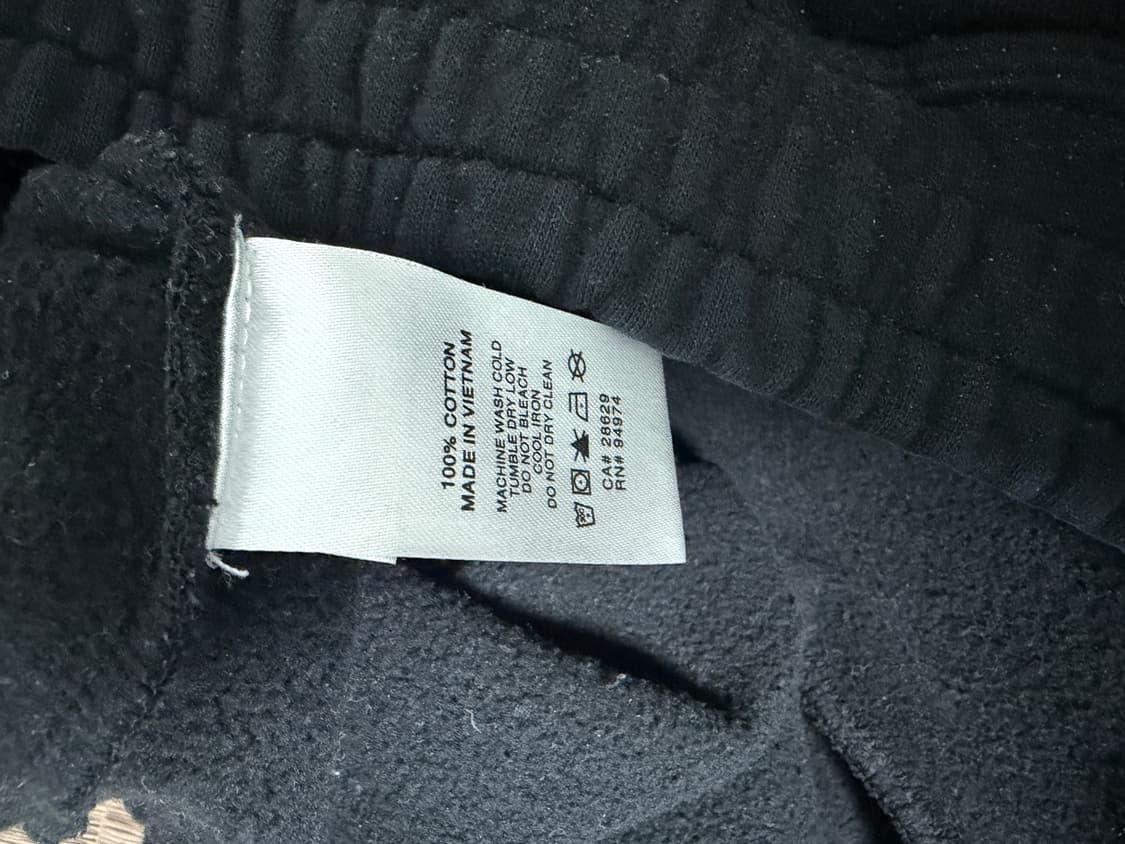 100% COTTON
MADE IN VIETNAM
MACHINE WASH COLD
TUMBLE DRY LOW
DO NOT BLEACH
COOL IRON
DO NOT DRY CLEAN
CA# 28629
RN# 94974